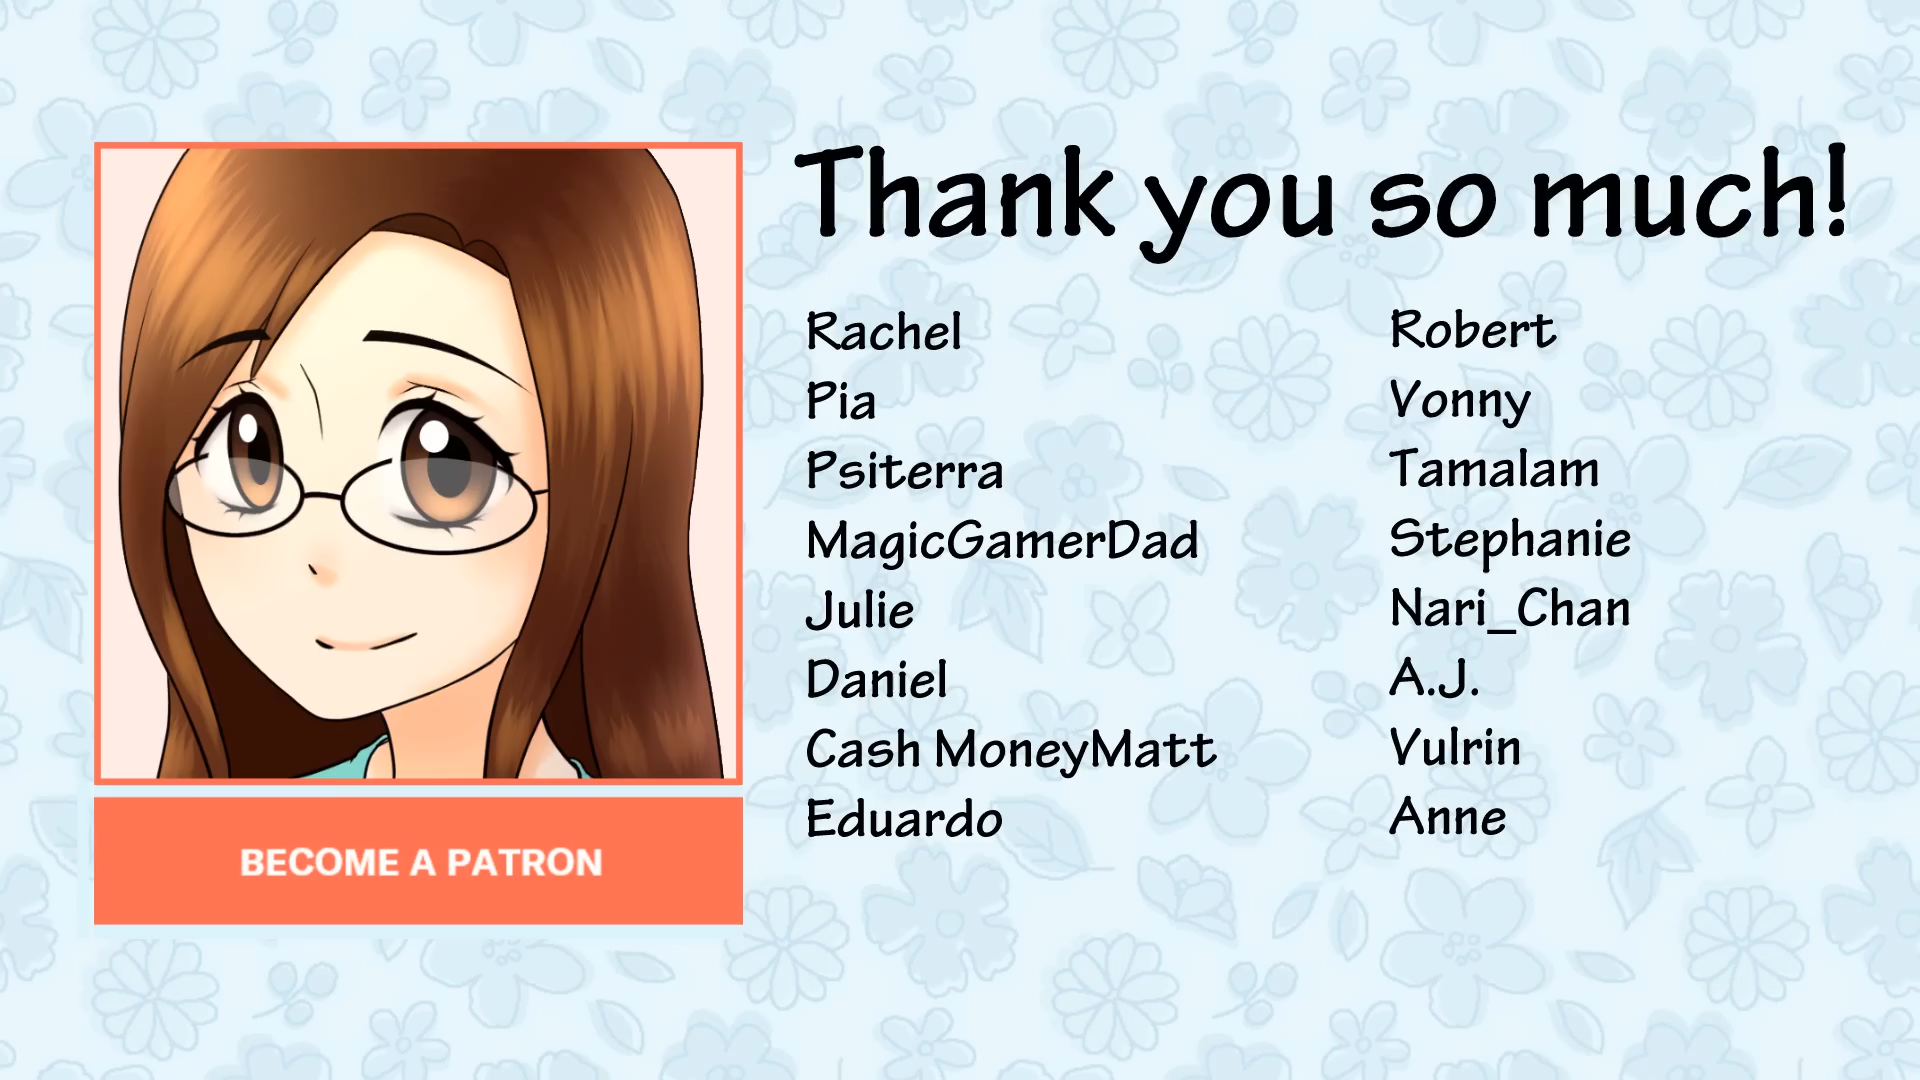 Thank you so much!
Rachel
Pia
Psiterra
MagicGamerDad
Julie
Daniel
Cash MoneyMatt
Eduardo
Robert
Vonny
Tamalam
Stephanie
Nari_Chan
A.J.
Vulrin
Anne
BECOME A PATRON